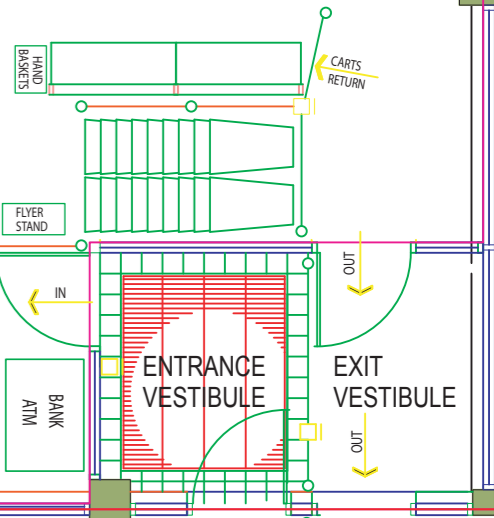 HAND
BASKETS
CARTS
RETURN
FLYER
STAND
OUT
IN
ENTRANCE
VESTIBULE
EXIT
VESTIBULE
BANK
ATM
OUT